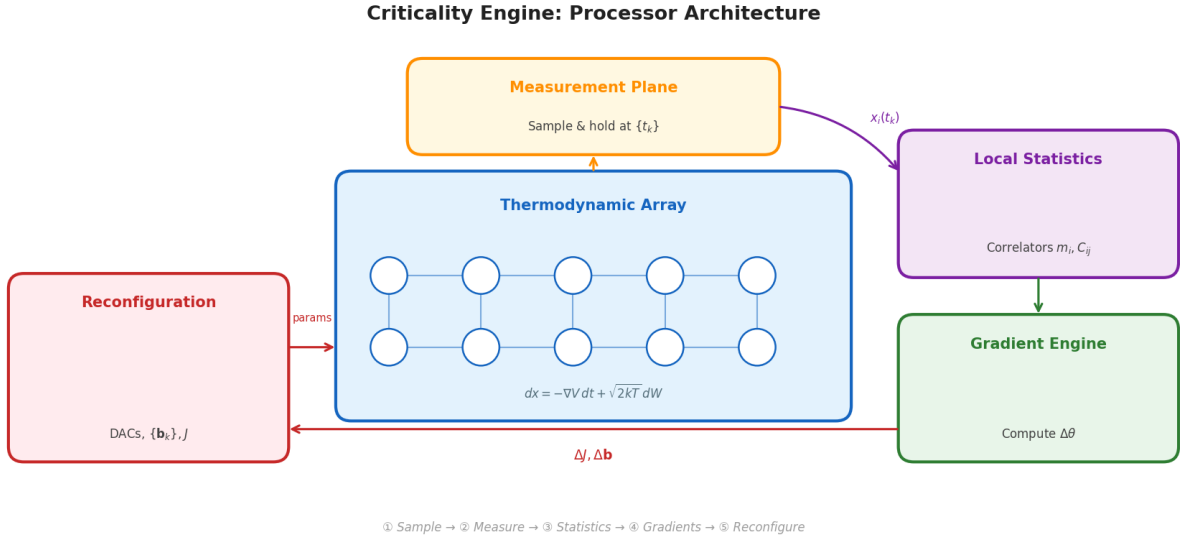 Criticality Engine: Processor Architecture
Measurement Plane
Sample & hold at {t_k}
x_i(t_k)
Local Statistics
Correlators m_i, C_ij
Thermodynamic Array
dx = −∇V dt + √2kT dW
Reconfiguration
DACs, {b_k}, J
params
Gradient Engine
Compute Δθ
ΔJ, Δb
① Sample → ② Measure → ③ Statistics → ④ Gradients → ⑤ Reconfigure